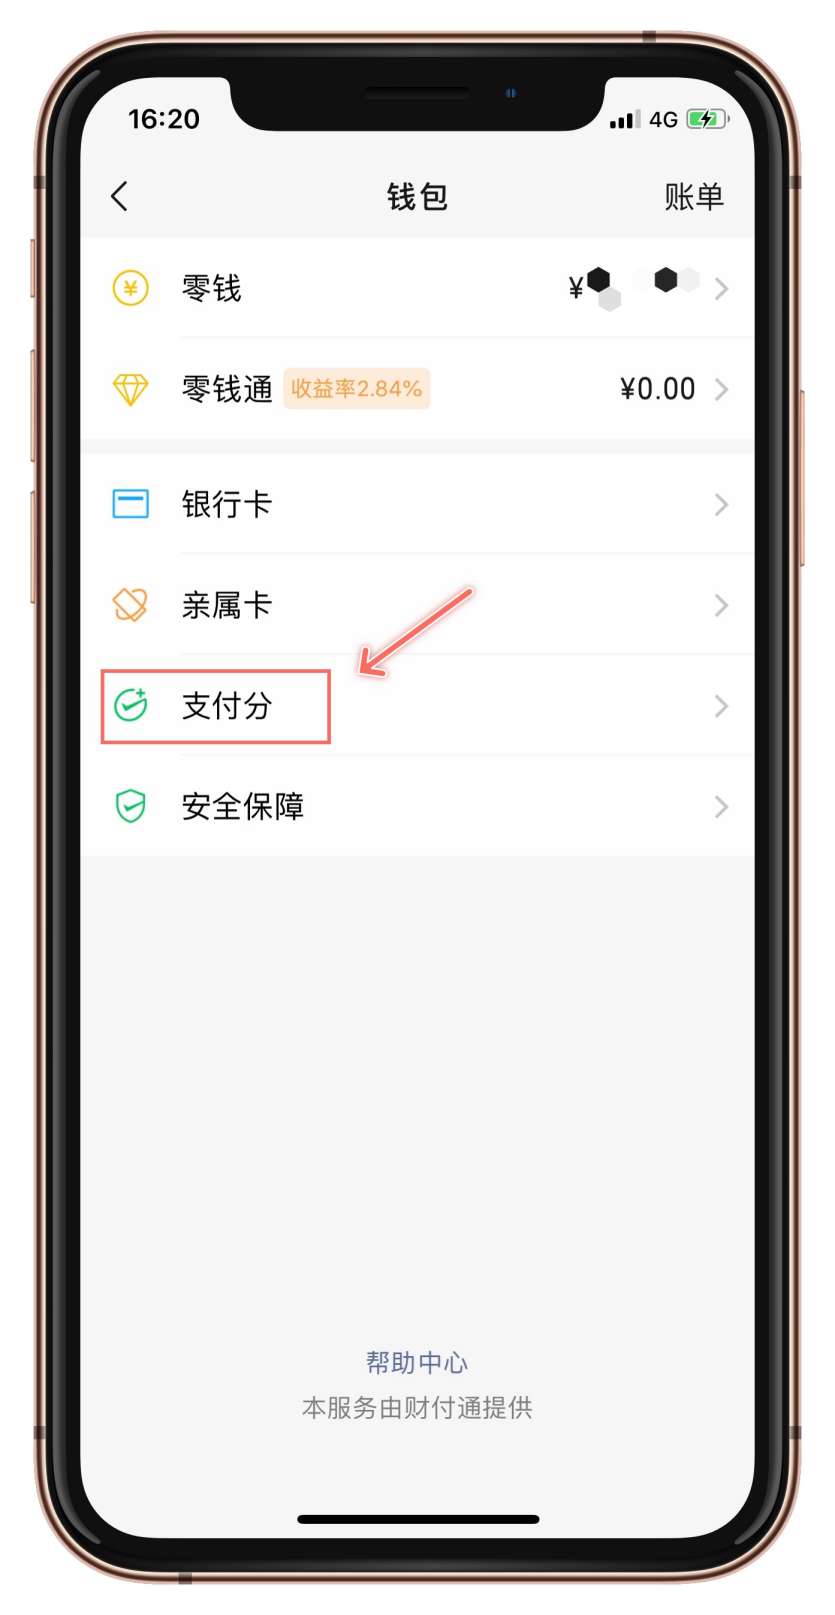 16:20 4G
钱包 账单
零钱 ¥
零钱通 收益率2.84% ¥0.00
银行卡
亲属卡
支付分
安全保障
帮助中心
本服务由财付通提供